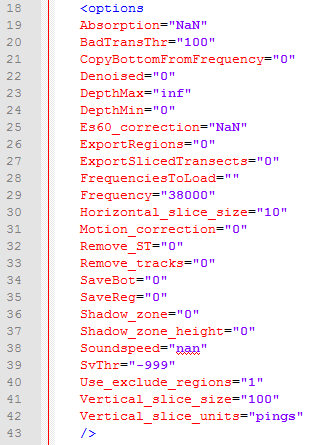 18 <options
19 Absorption="NaN"
20 BadTransThr="100"
21 CopyBottomFromFrequency="0"
22 Denoised="0"
23 DepthMax="inf"
24 DepthMin="0"
25 Es60_correction="NaN"
26 ExportRegions="0"
27 ExportSlicedTransects="0"
28 FrequenciesToLoad=""
29 Frequency="38000"
30 Horizontal_slice_size="10"
31 Motion_correction="0"
32 Remove_ST="0"
33 Remove_tracks="0"
34 SaveBot="0"
35 SaveReg="0"
36 Shadow_zone="0"
37 Shadow_zone_height="0"
38 Soundspeed="nan"
39 SvThr="-999"
40 Use_exclude_regions="1"
41 Vertical_slice_size="100"
42 Vertical_slice_units="pings"
43 />